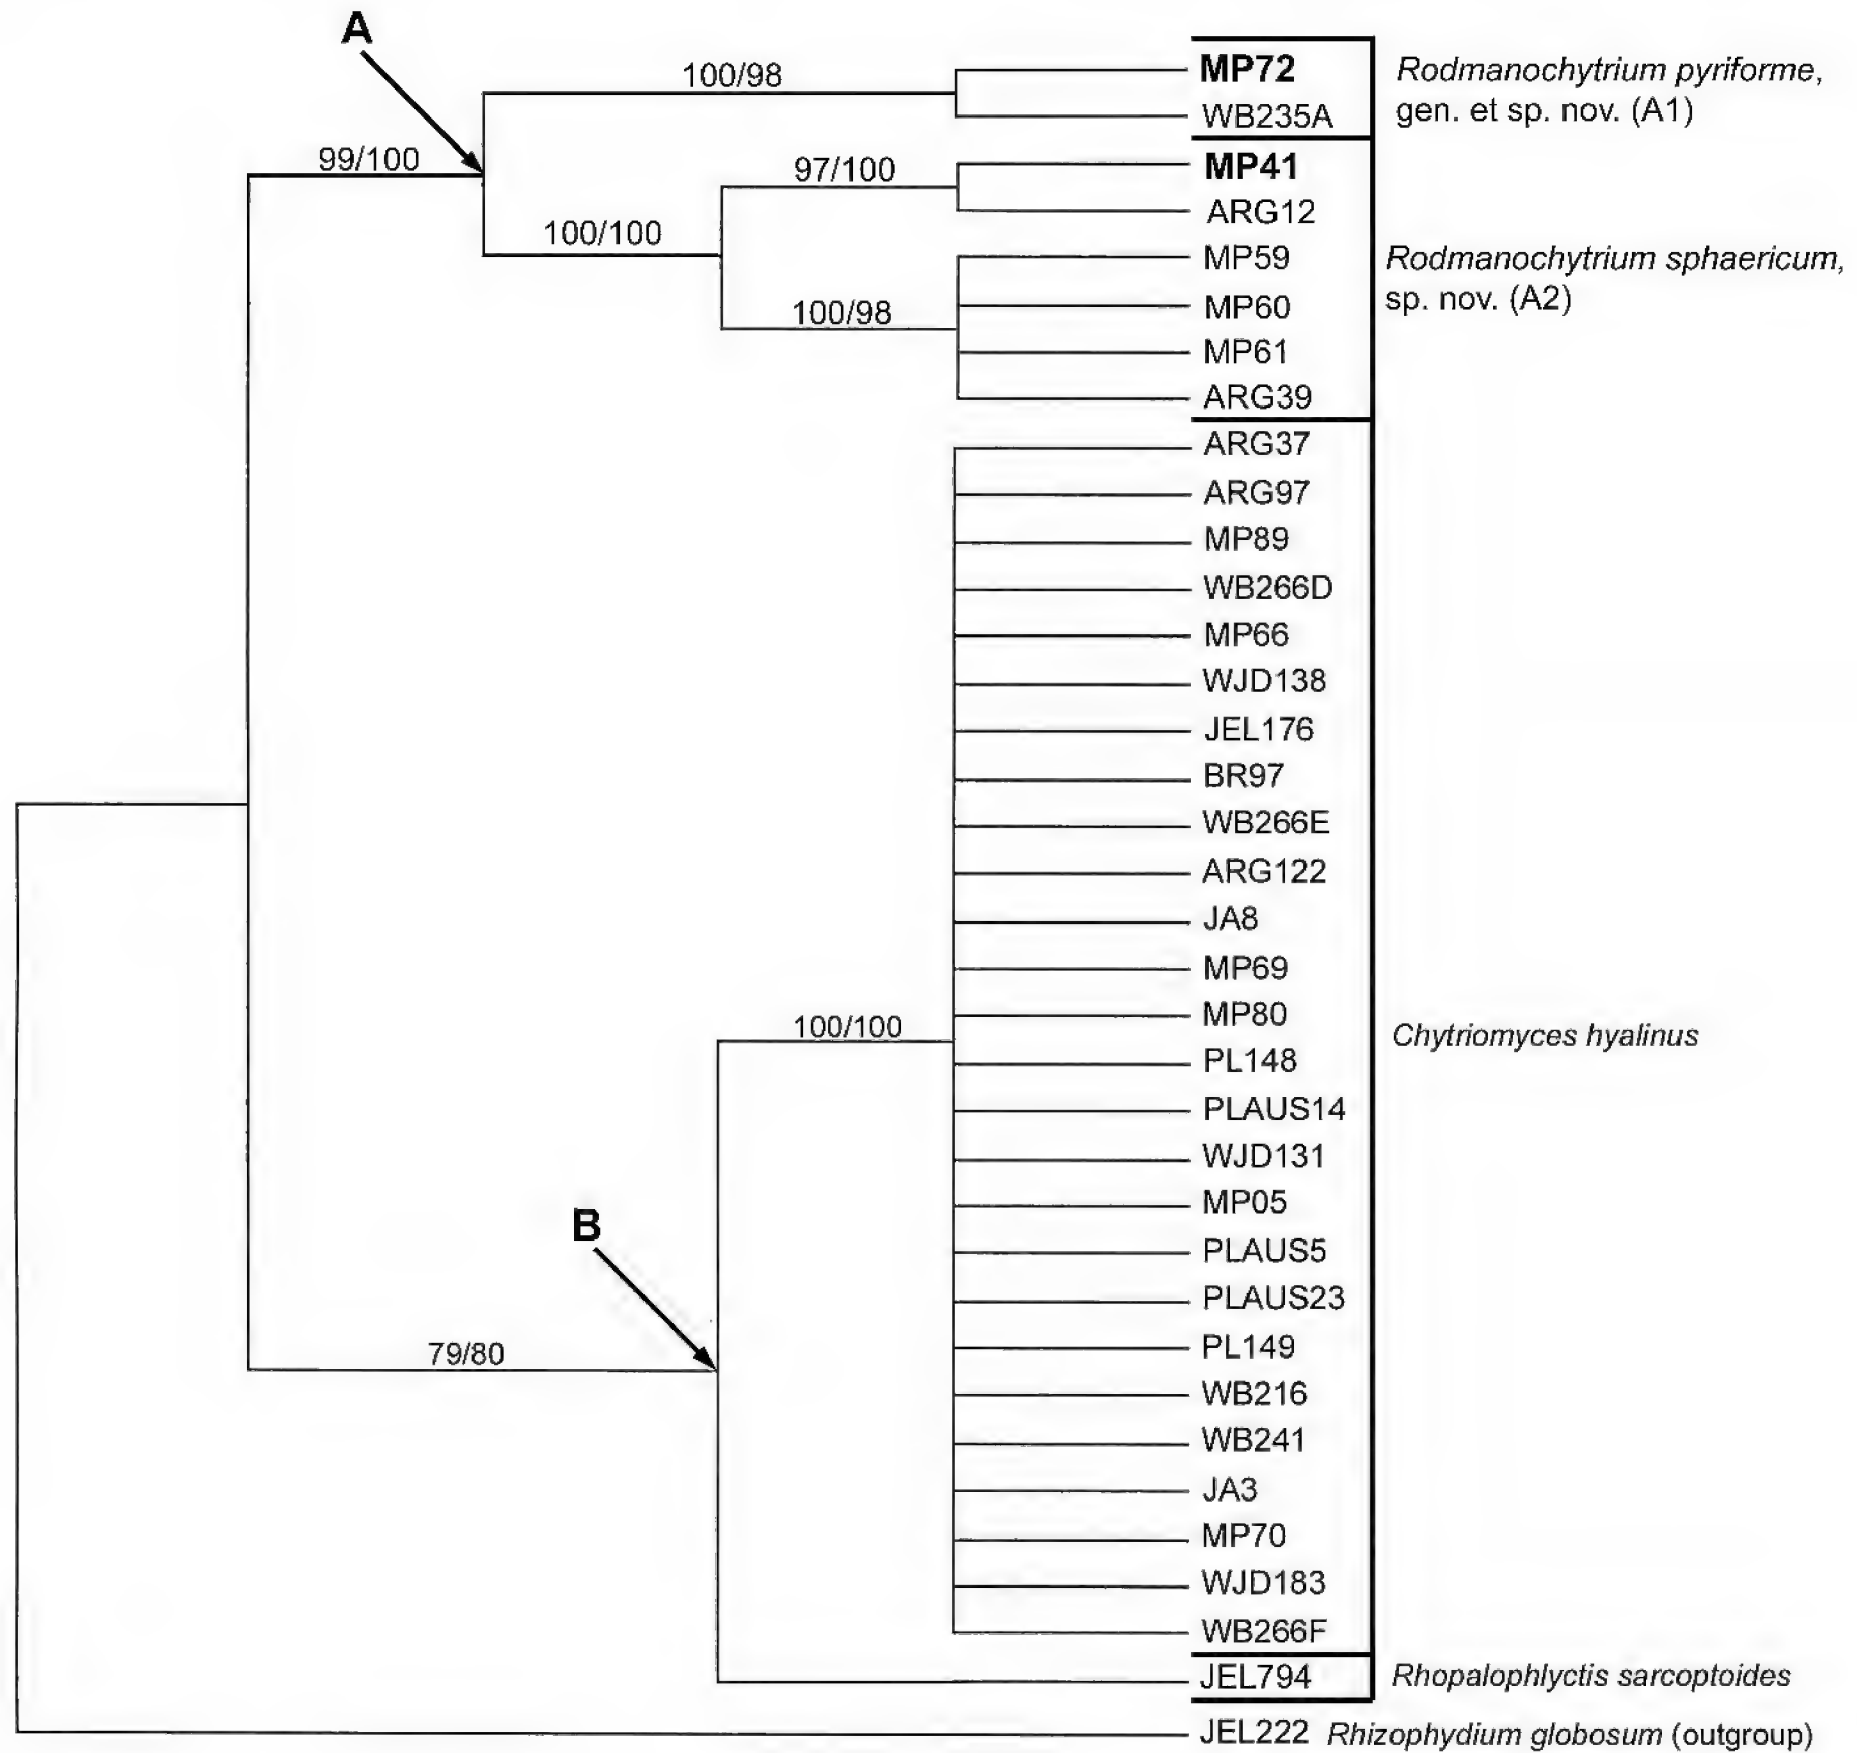 A
100/98
MP72
Rodmanochytrium pyriforme,
WB235A
gen. et sp. nov. (A1)
99/100
97/100
MP41
ARG12
100/100
MP59
Rodmanochytrium sphaericum,
MP60
sp. nov. (A2)
100/98
MP61
ARG39
ARG37
ARG97
MP89
WB266D
MP66
WJD138
JEL176
BR97
WB266E
ARG122
JA8
MP69
MP80
100/100
Chytriomyces hyalinus
PL148
PLAUS14
WJD131
MP05
B
PLAUS5
PLAUS23
79/80
PL149
WB216
WB241
JA3
MP70
WJD183
WB266F
JEL794
Rhopalophlyctis sarcoptoides
JEL222 Rhizophydium globosum (outgroup)